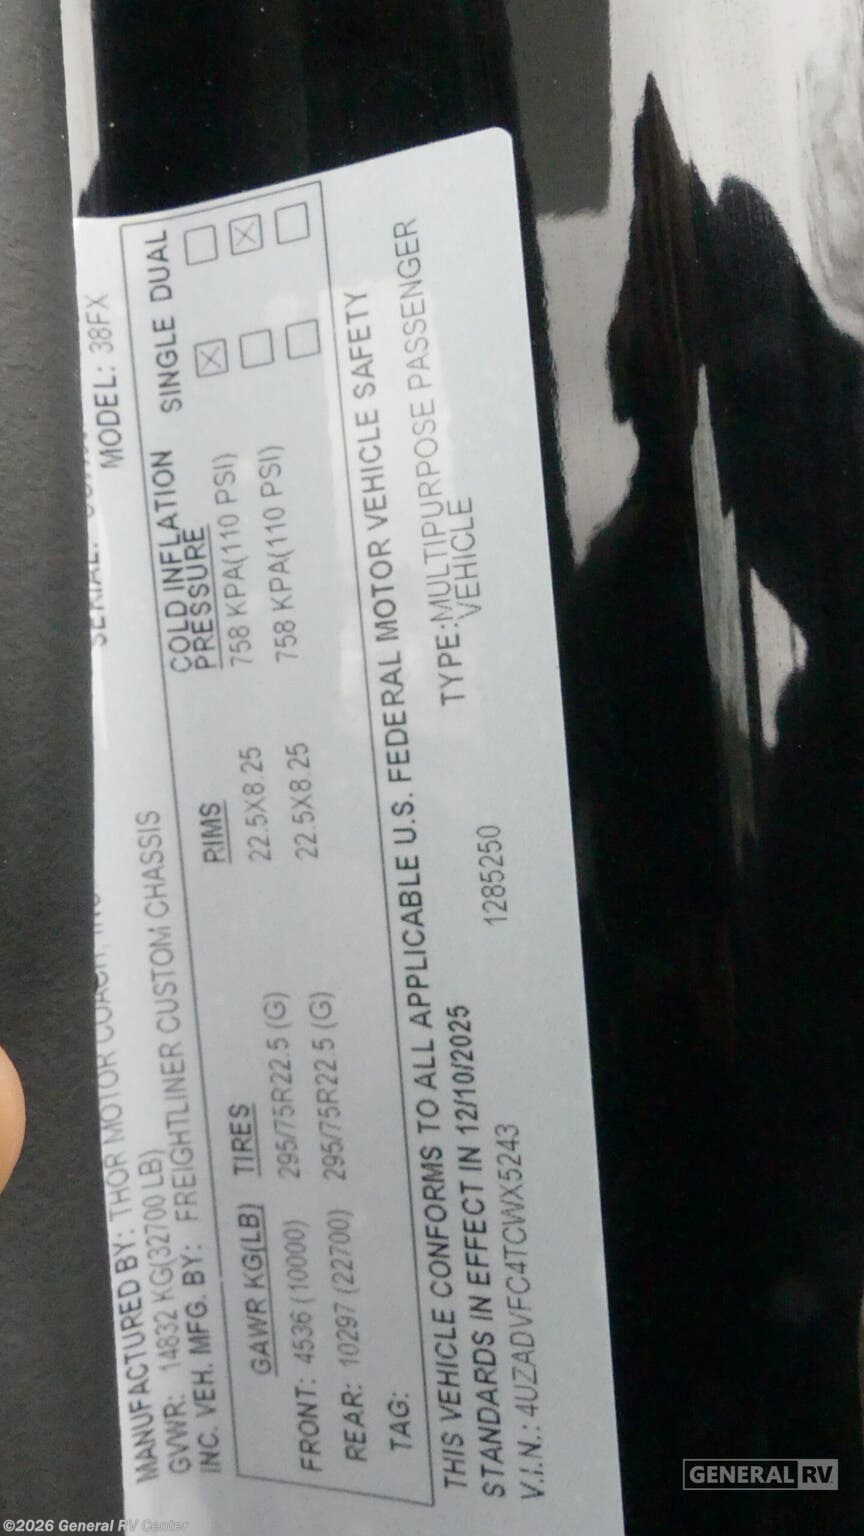 MANUFACTURED BY: THOR MOTOR COACH, INC SERIAL:
GVWR: 14832 KG(32700 LB) MODEL: 38FX
INC. VEH. MFG. BY: FREIGHTLINER CUSTOM CHASSIS
GAWR KG(LB) TIRES RIMS COLD INFLATION PRESSURE SINGLE DUAL
FRONT: 4536 (10000) 295/75R22.5 (G) 22.5X8.25 758 KPA(110 PSI)
REAR: 10297 (22700) 295/75R22.5 (G) 22.5X8.25 758 KPA(110 PSI)
TAG:
THIS VEHICLE CONFORMS TO ALL APPLICABLE U.S. FEDERAL MOTOR VEHICLE SAFETY
STANDARDS IN EFFECT IN 12/10/2025 TYPE:MULTIPURPOSE PASSENGER VEHICLE
V.I.N.: 4UZADVFC4TCWX5243 1285250
GENERAL RV
©2026 General RV Center